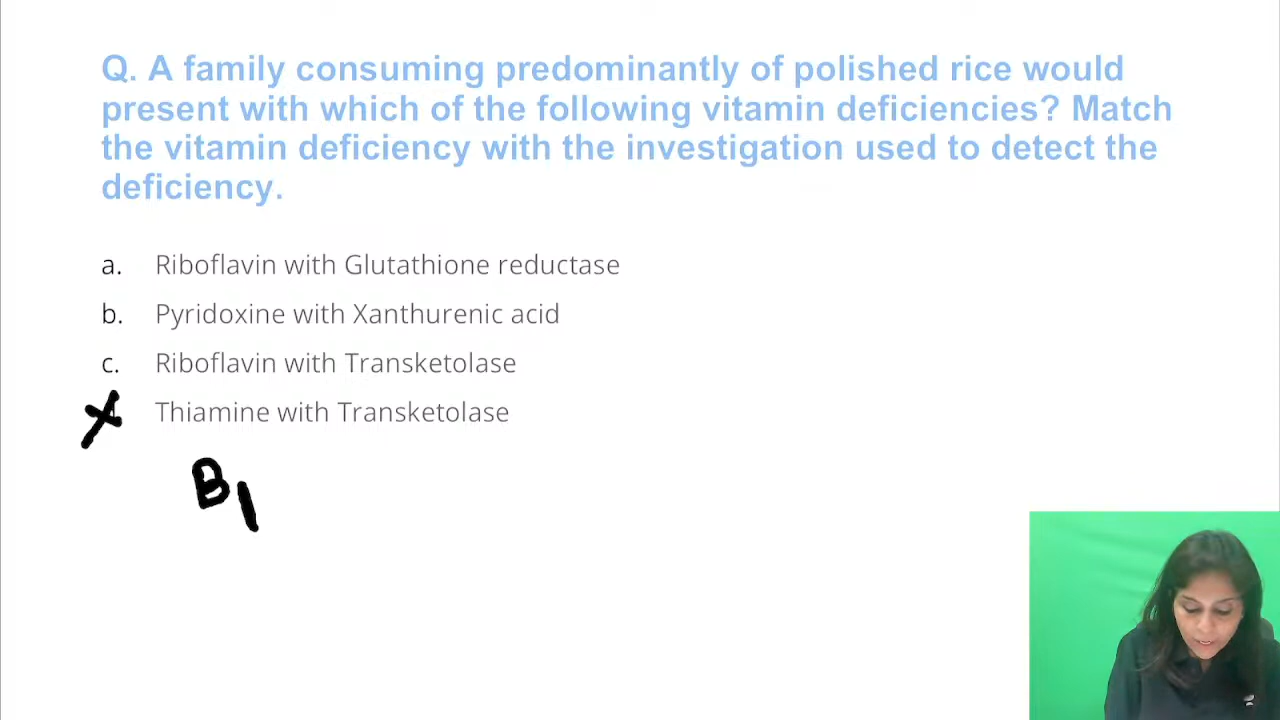 Q. A family consuming predominantly of polished rice would
present with which of the following vitamin deficiencies? Match
the vitamin deficiency with the investigation used to detect the
deficiency.
a. Riboflavin with Glutathione reductase
b. Pyridoxine with Xanthurenic acid
c. Riboflavin with Transketolase
Thiamine with Transketolase
B1